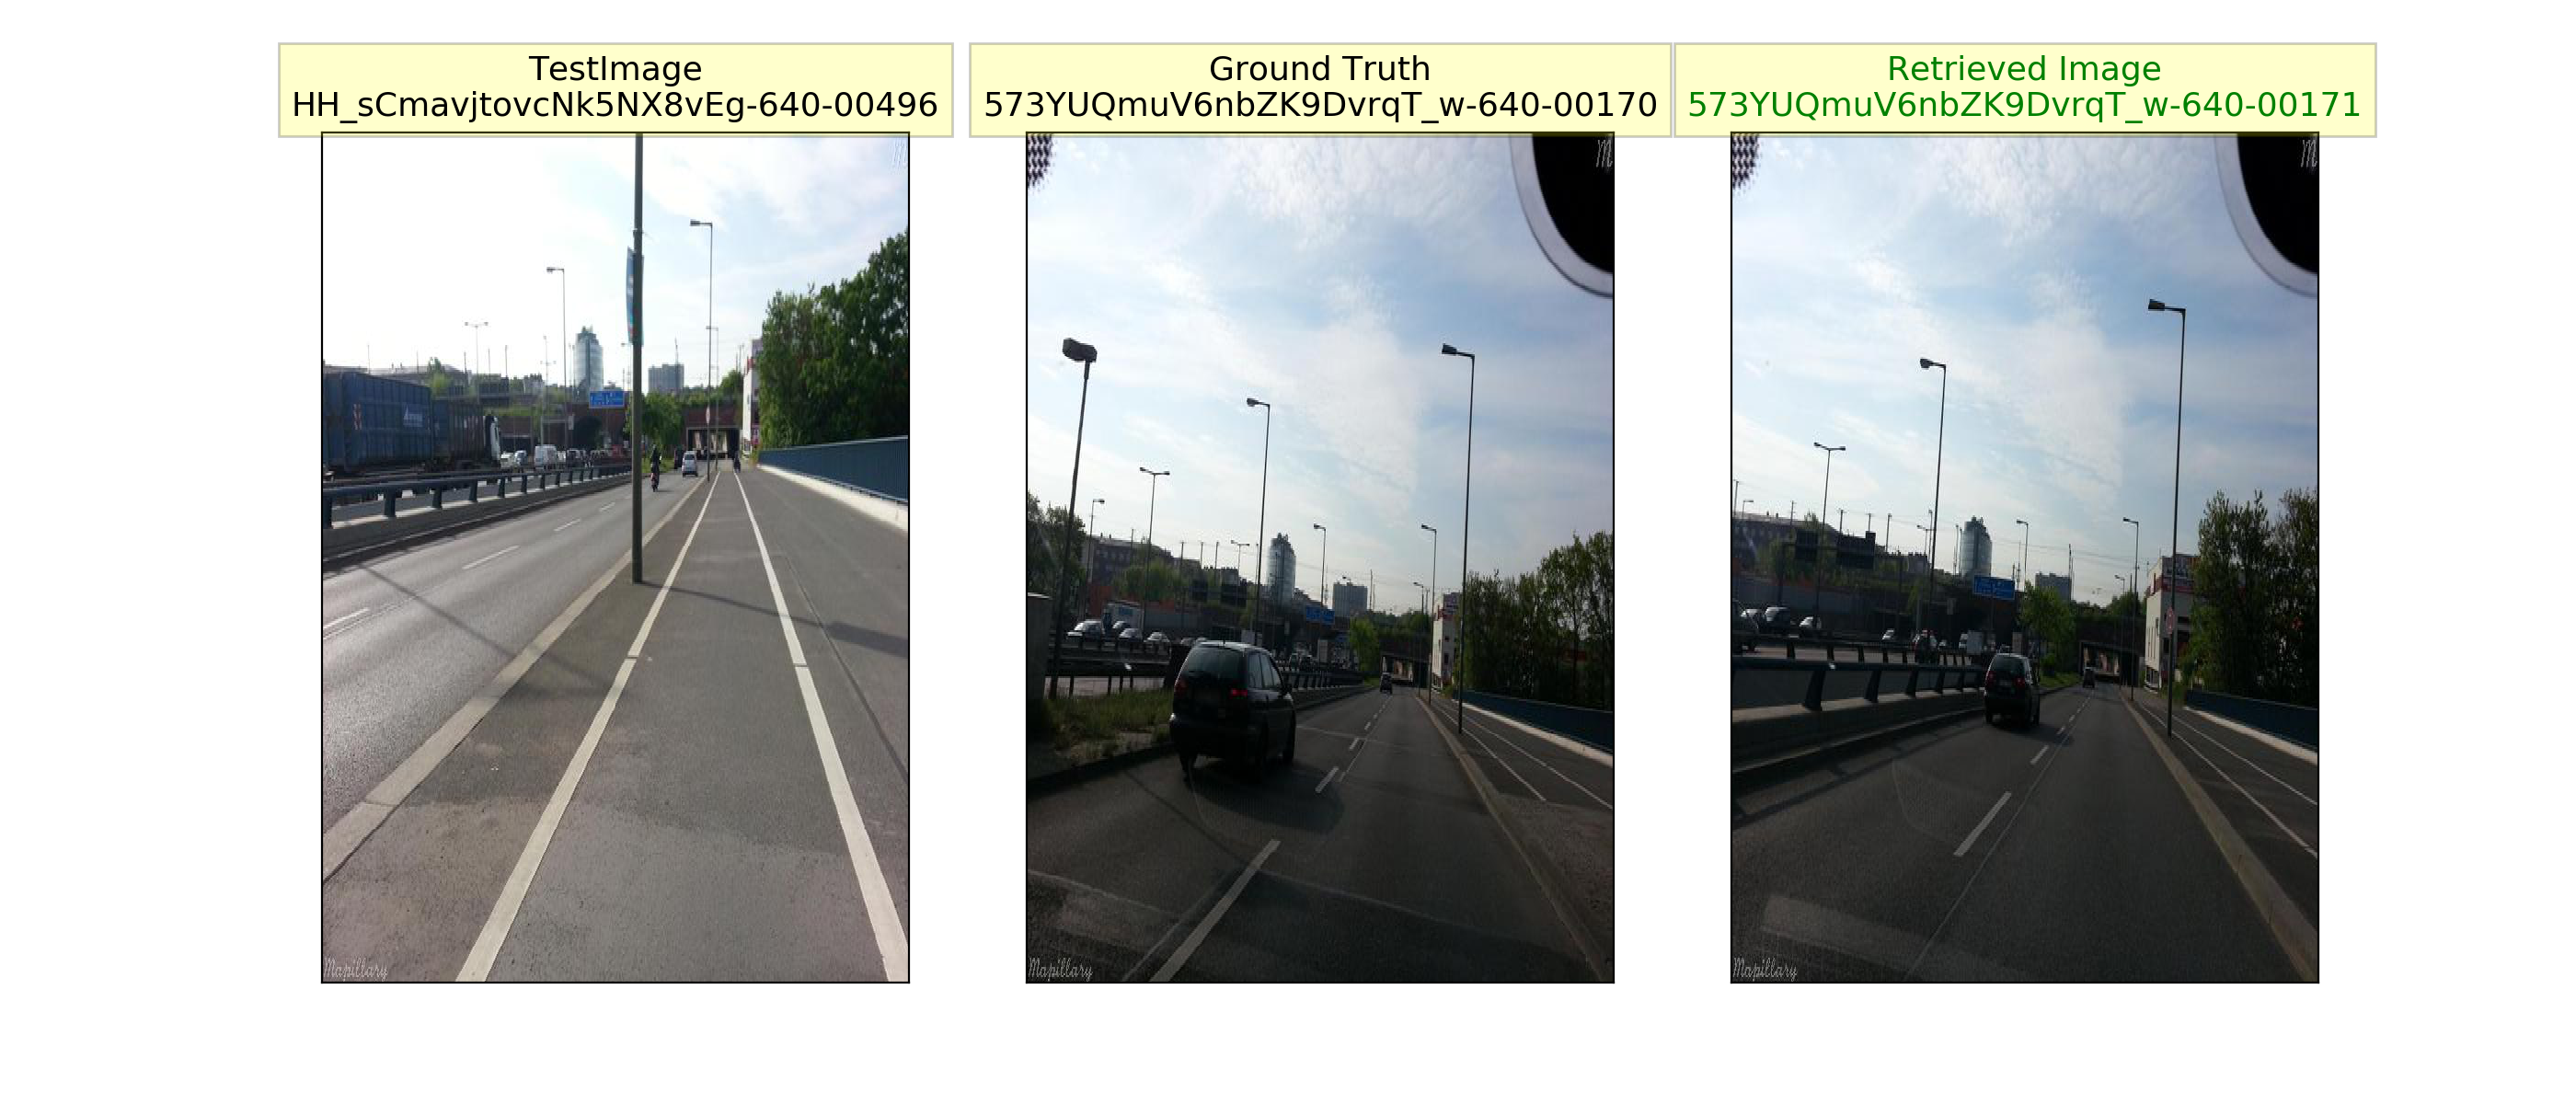 TestImage
HH_sCmavjtovcNk5NX8vEg-640-00496
Ground Truth
573YUQmuV6nbZK9DvrqT_w-640-00170
Retrieved Image
573YUQmuV6nbZK9DvrqT_w-640-00171
Mapillary
Mapillary
Mapillary